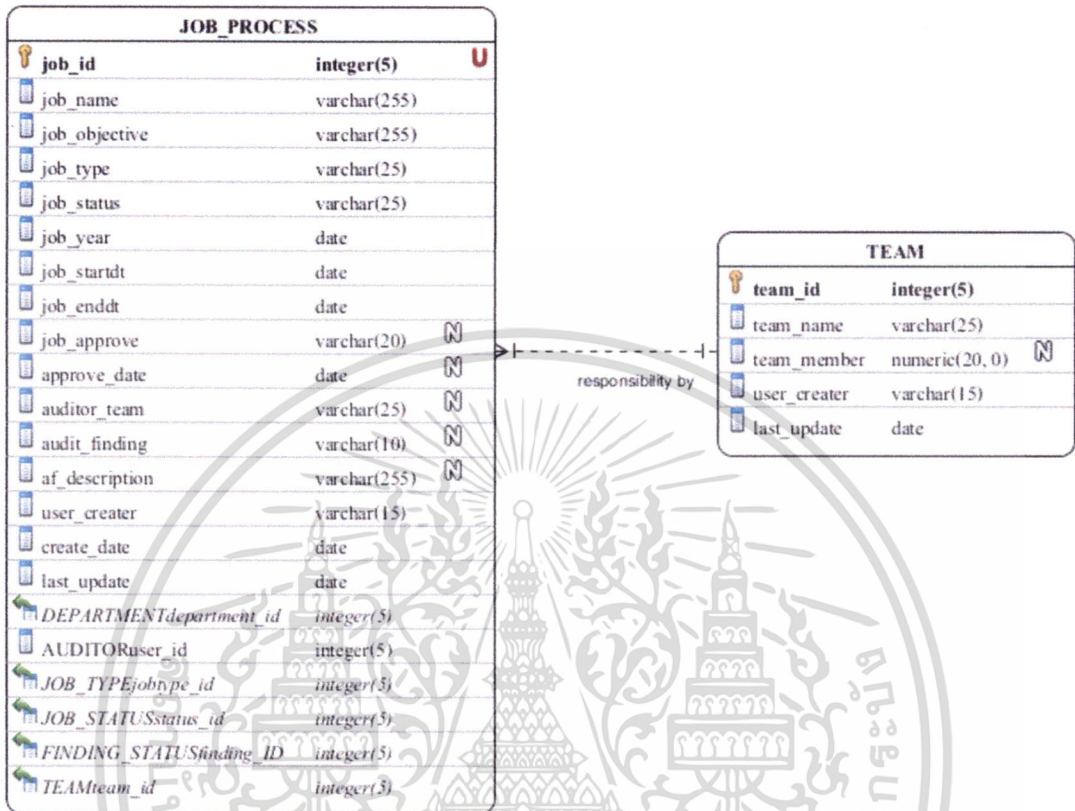 JOB_PROCESS
job_id integer(5) U
job_name varchar(255)
job_objective varchar(255)
job_type varchar(25)
job_status varchar(25)
job_year date
job_startdt date
job_enddt date
job_approve varchar(20) N
approve_date date N
auditor_team varchar(25) N
audit_finding varchar(10) N
af_description varchar(255) N
user_creater varchar(15)
create_date date
last_update date
DEPARTMENTdepartment_id integer(5)
AUDITORuser_id integer(5)
JOB_TYPEjobtype_id integer(5)
JOB_STATUSstatus_id integer(5)
FINDING_STATUSfinding_ID integer(5)
TEAMteam_id integer(5)
responsibility by
TEAM
team_id integer(5)
team_name varchar(25)
team_member numeric(20, 0) N
user_creater varchar(15)
last_update date